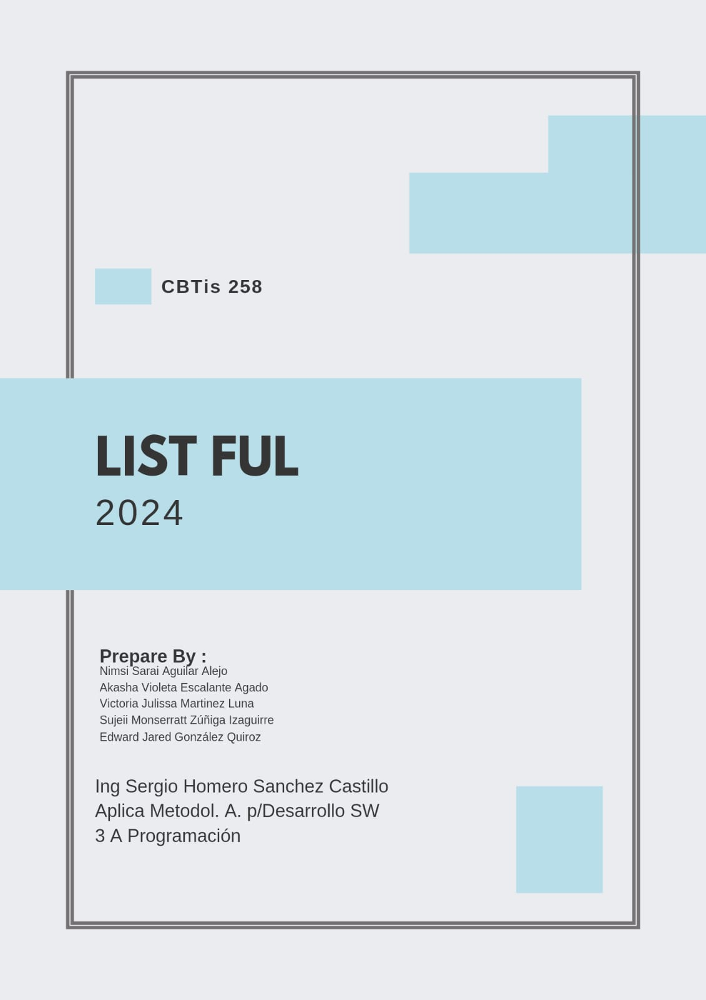 CBTis 258
LIST FUL
2024
Prepare By :
Nimsi Sarai Aguilar Alejo
Akasha Violeta Escalante Agado
Victoria Julissa Martinez Luna
Sujeii Monserratt Zúñiga Izaguirre
Edward Jared González Quiroz
Ing Sergio Homero Sanchez Castillo
Aplica Metodol. A. p/Desarrollo SW
3 A Programación